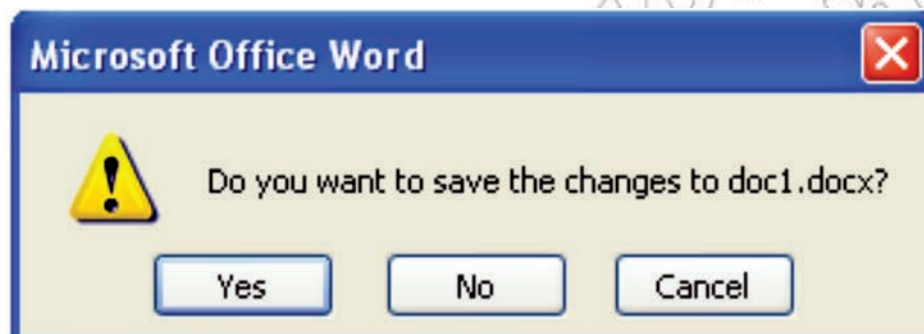 Microsoft Office Word
Do you want to save the changes to doc1.docx?
Yes
No
Cancel